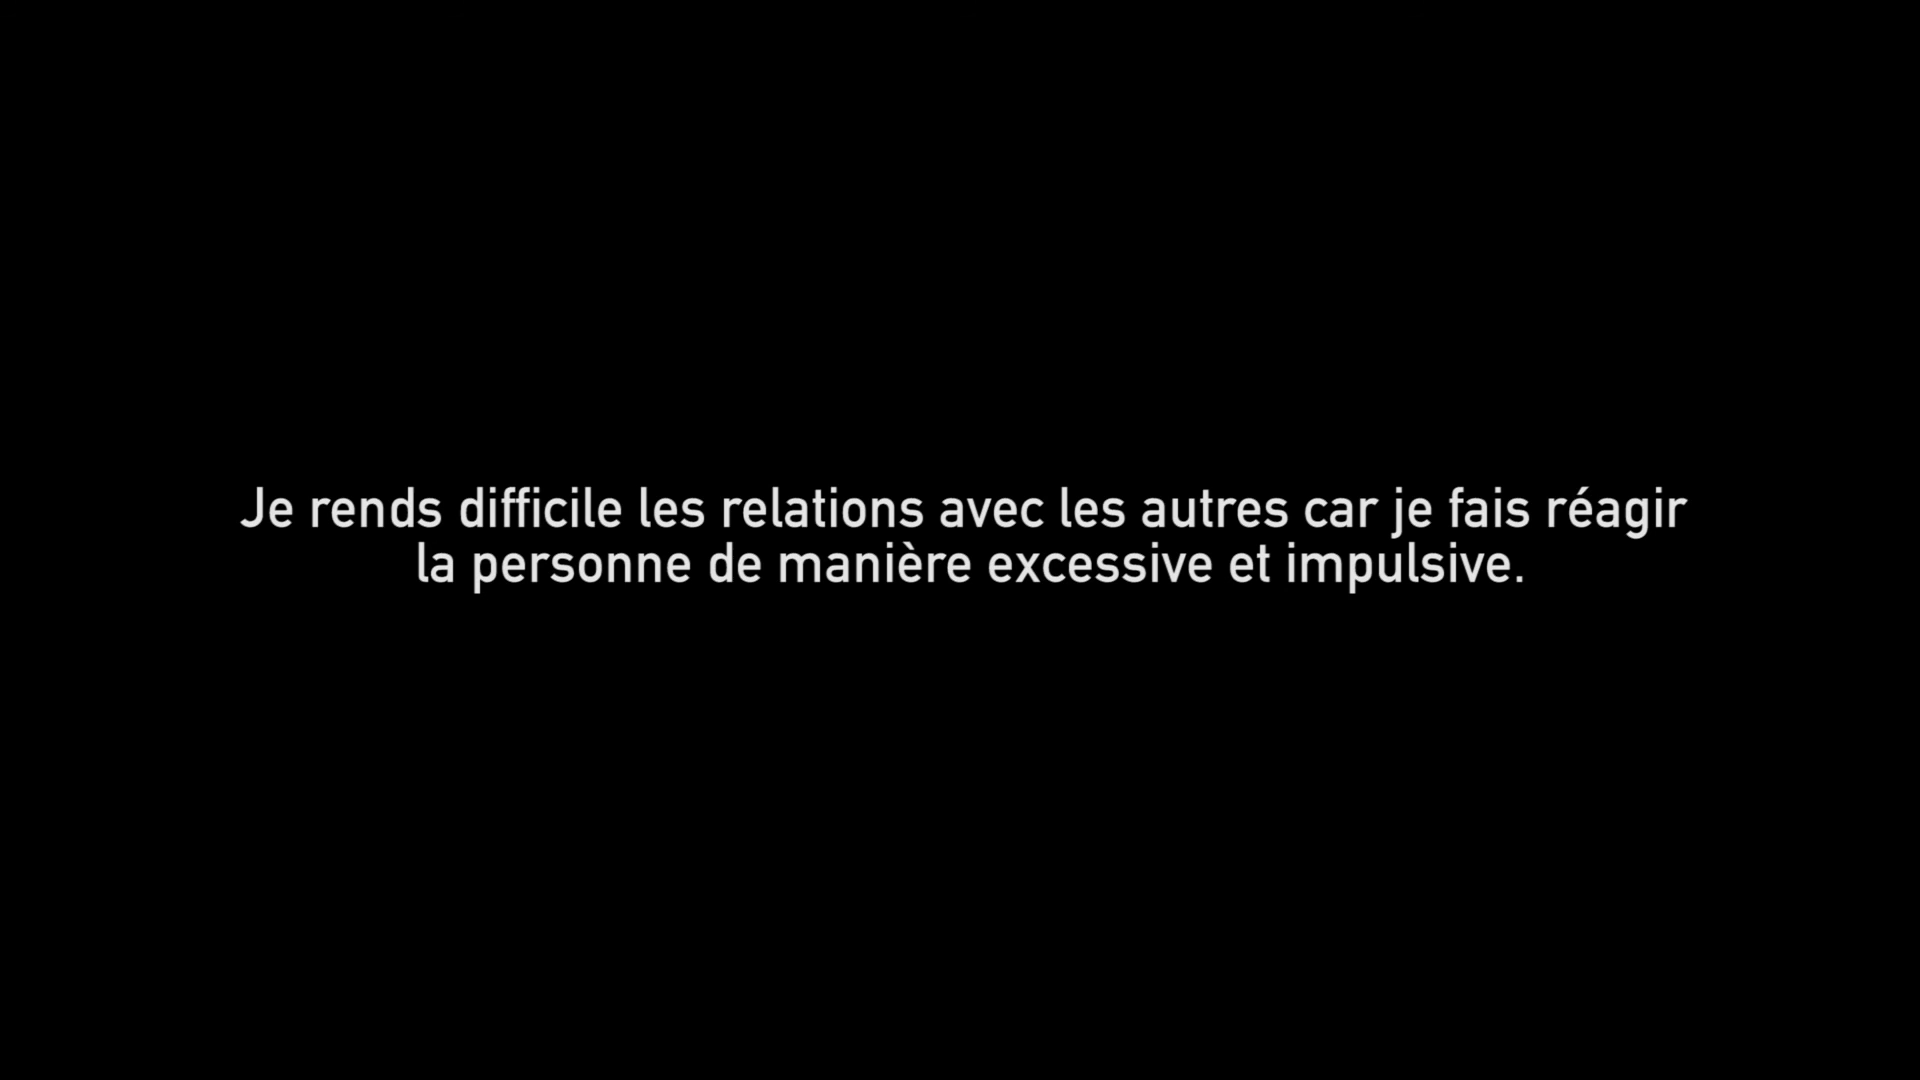 Je rends difficile les relations avec les autres car je fais réagir
la personne de manière excessive et impulsive.